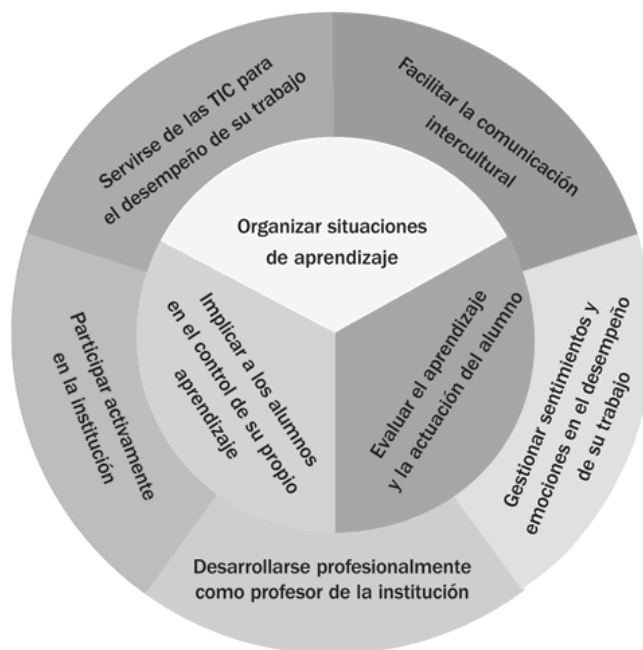 Servirse de las TIC para
el desempeño de su trabajo
Facilitar la comunicación
intercultural
Organizar situaciones
de aprendizaje
Implicar a los alumnos
en el control de su propio
aprendizaje
Evaluar el aprendizaje
y la actuación del alumno
Participar activamente
en la institución
Gestionar sentimientos y
emociones en el desempeño
de su trabajo
Desarrollarse profesionalmente
como profesor de la institución